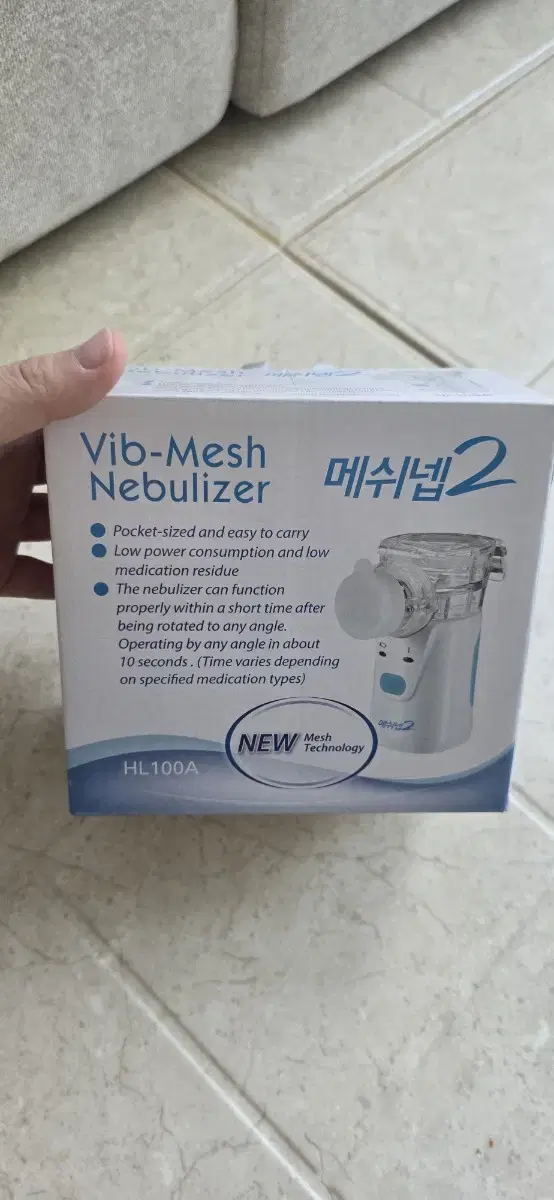 Vib-Mesh
Nebulizer
메쉬넵2
Pocket-sized and easy to carry
Low power consumption and low
medication residue
The nebulizer can function
properly within a short time after
being rotated to any angle.
Operating by any angle in about
10 seconds . (Time varies depending
on specified medication types)
메쉬넵2
NEW Mesh
Technology
HL100A